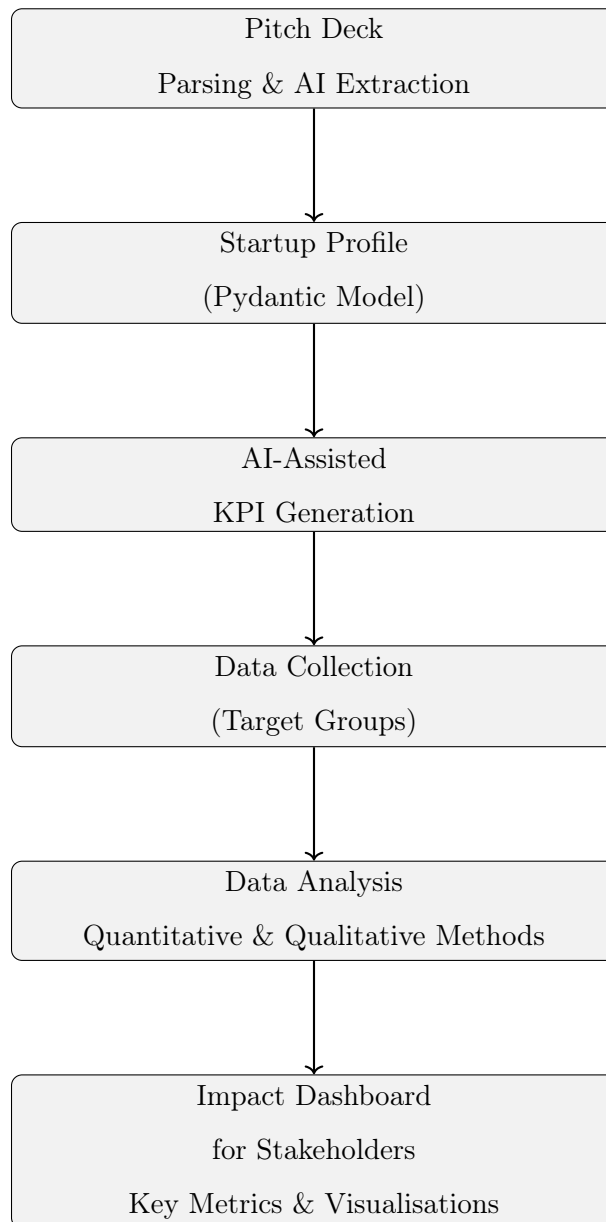 Pitch Deck
Parsing & AI Extraction
Startup Profile
(Pydantic Model)
AI-Assisted
KPI Generation
Data Collection
(Target Groups)
Data Analysis
Quantitative & Qualitative Methods
Impact Dashboard
for Stakeholders
Key Metrics & Visualisations